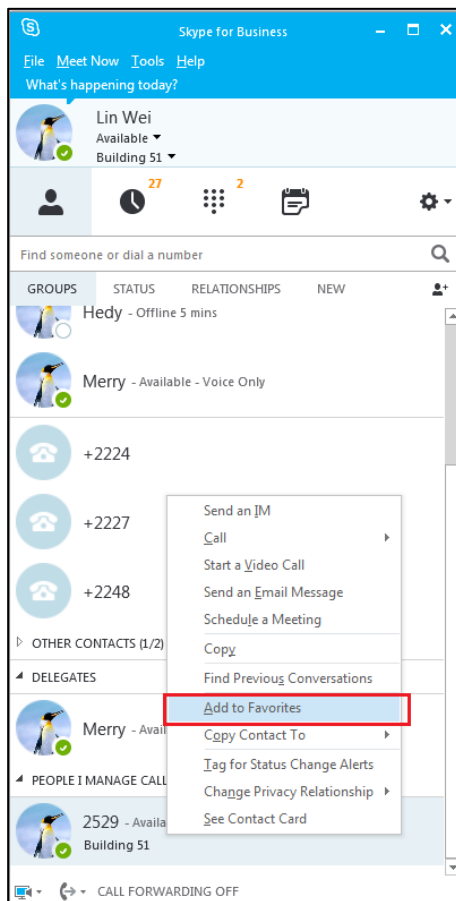 Skype for Business
File Meet Now Tools Help
What's happening today?
Lin Wei
Available
Building 51
27
2
Find someone or dial a number
GROUPS STATUS RELATIONSHIPS NEW
Hedy - Offline 5 mins
Merry - Available - Voice Only
+2224
+2227
+2248
OTHER CONTACTS (1/2)
DELEGATES
Merry - Avail
PEOPLE I MANAGE CALL
2529 - Availa
Building 51
Send an IM
Call
Start a Video Call
Send an Email Message
Schedule a Meeting
Copy
Find Previous Conversations
Add to Favorites
Copy Contact To
Tag for Status Change Alerts
Change Privacy Relationship
See Contact Card
CALL FORWARDING OFF